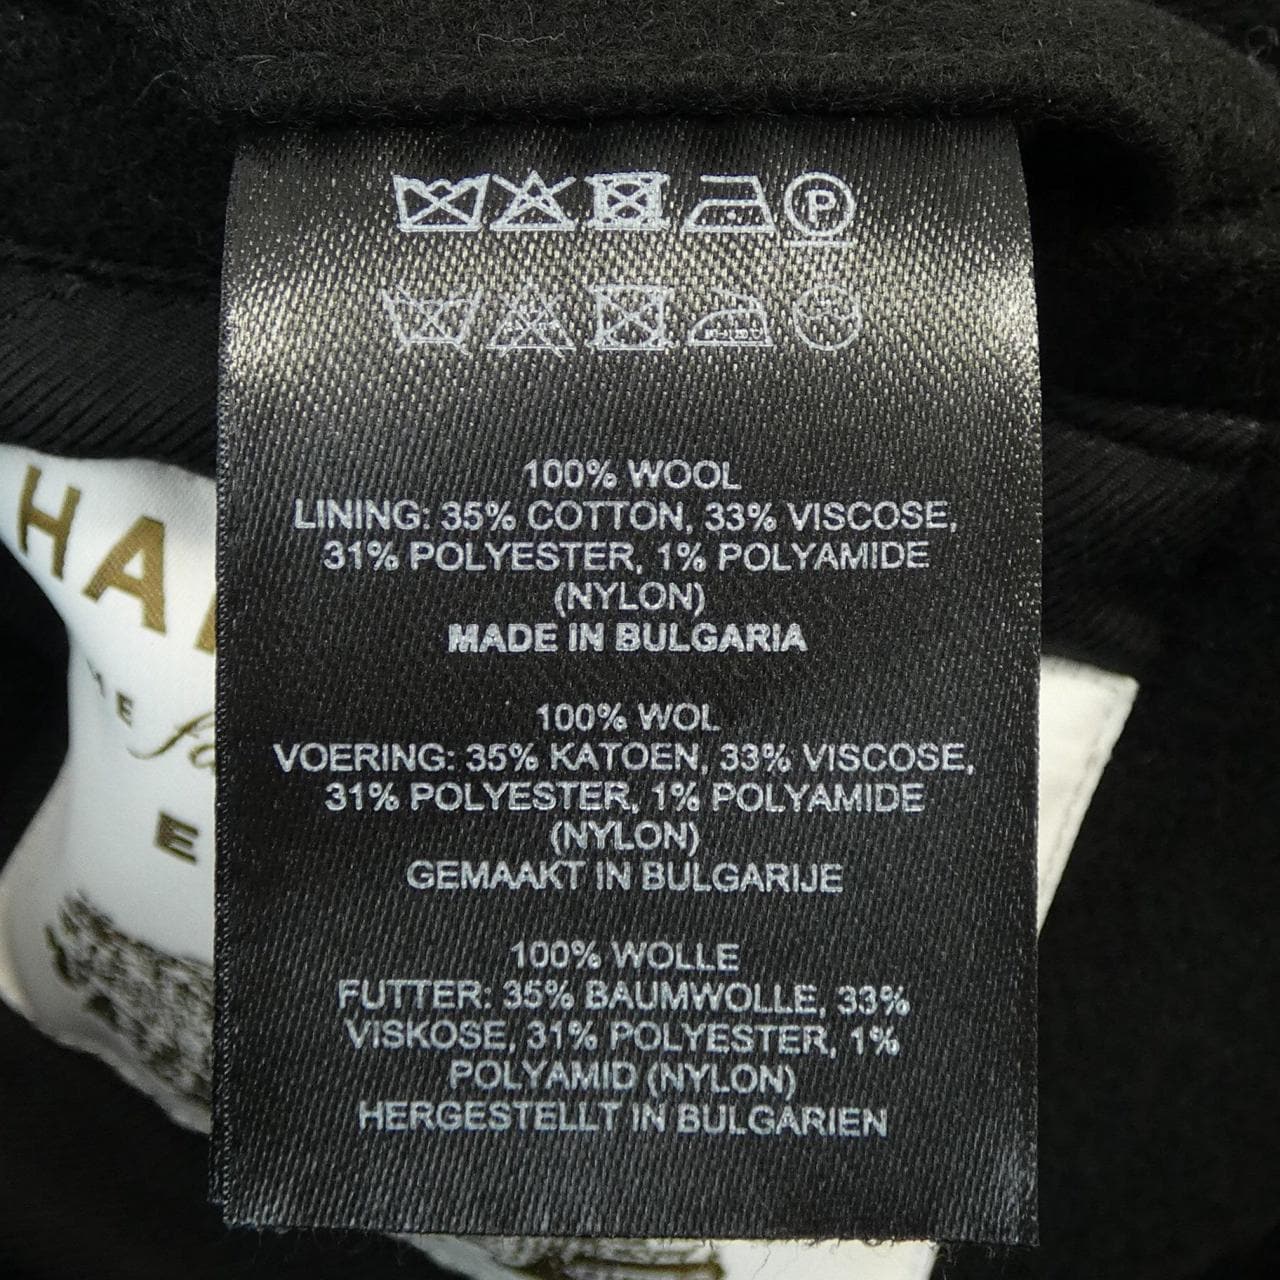 P
100% WOOL
LINING: 35% COTTON, 33% VISCOSE,
31% POLYESTER, 1% POLYAMIDE
(NYLON)
MADE IN BULGARIA
100% WOL
VOERING: 35% KATOEN, 33% VISCOSE,
31% POLYESTER, 1% POLYAMIDE
(NYLON)
GEMAAKT IN BULGARIJE
100% WOLLE
FUTTER: 35% BAUMWOLLE, 33%
VISKOSE, 31% POLYESTER, 1%
POLYAMID (NYLON)
HERGESTELLT IN BULGARIEN